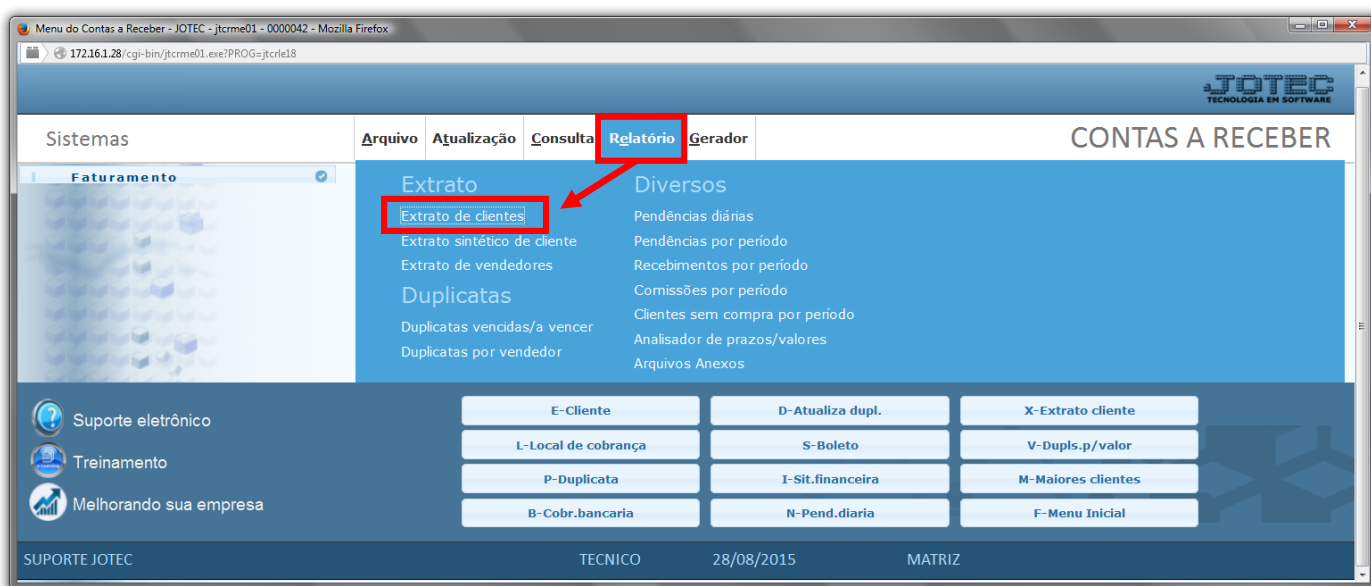 Menu do Contas a Receber - JOTEC - jtcrme01 - 0000042 - Mozilla Firefox
172.16.1.28/cgi-bin/jtcrme01.exe?PROG=jtcrle18
JOTEC
TECNOLOGIA EM SOFTWARE
Sistemas
Arquivo Atualização Consulta Relatório Gerador
CONTAS A RECEBER
Faturamento
Extrato
Extrato de clientes
Extrato sintético de cliente
Extrato de vendedores
Duplicatas
Duplicatas vencidas/a vencer
Duplicatas por vendedor
Diversos
Pendências diárias
Pendências por período
Recebimentos por período
Comissões por período
Clientes sem compra por período
Analisador de prazos/valores
Arquivos Anexos
Suporte eletrônico
Treinamento
Melhorando sua empresa
E-Cliente D-Atualiza dupl. X-Extrato cliente
L-Local de cobrança S-Boleto V-Dupls.p/valor
P-Duplicata I-Sit.financeira M-Maiores clientes
B-Cobr.bancaria N-Pend.diaria F-Menu Inicial
SUPORTE JOTEC TECNICO 28/08/2015 MATRIZ